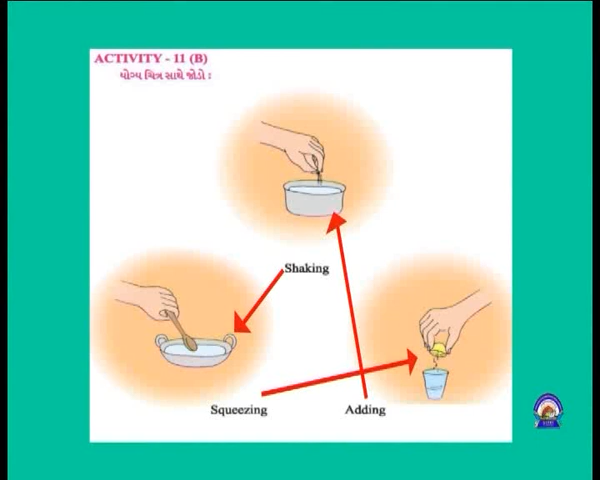 ACTIVITY - 11 (B)
યોગ્ય ચિત્ર સાથે જોડો :
Shaking
Squeezing
Adding